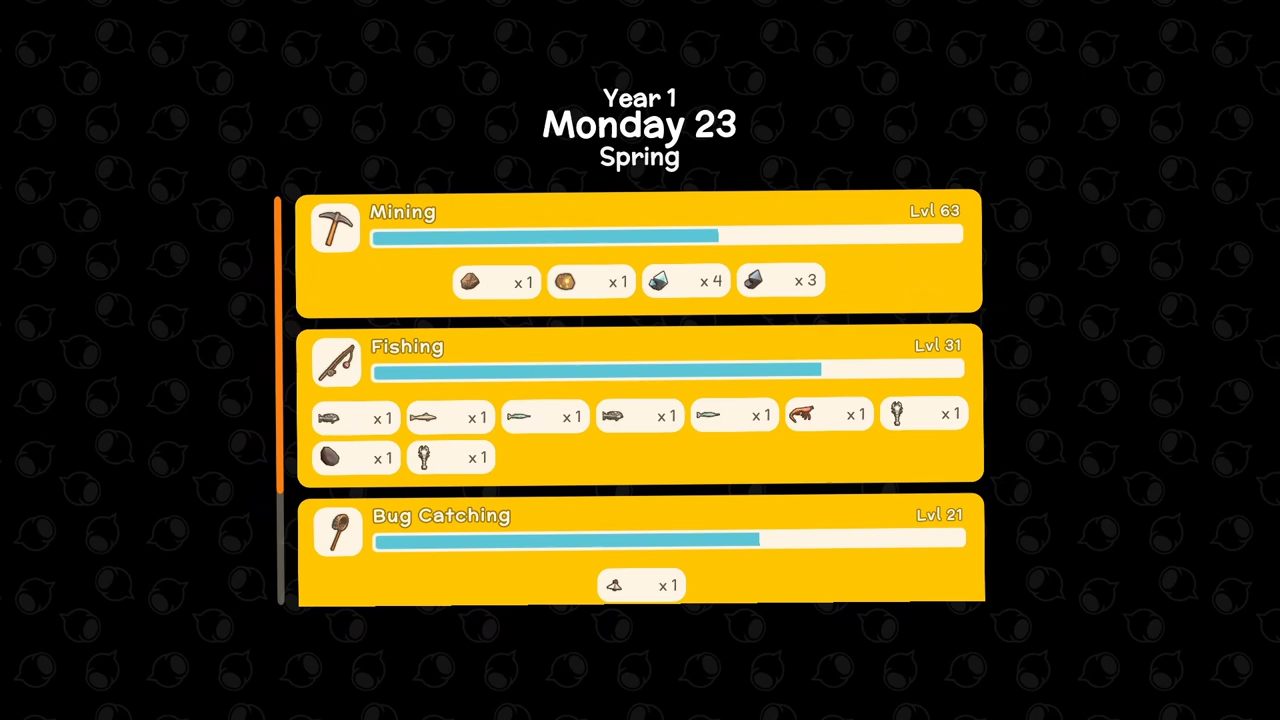 Year 1
Monday 23
Spring
Mining Lvl 63
x 1 x 1 x 4 x 3
Fishing Lvl 31
x 1 x 1 x 1 x 1 x 1 x 1 x 1
x 1 x 1
Bug Catching Lvl 21
x 1